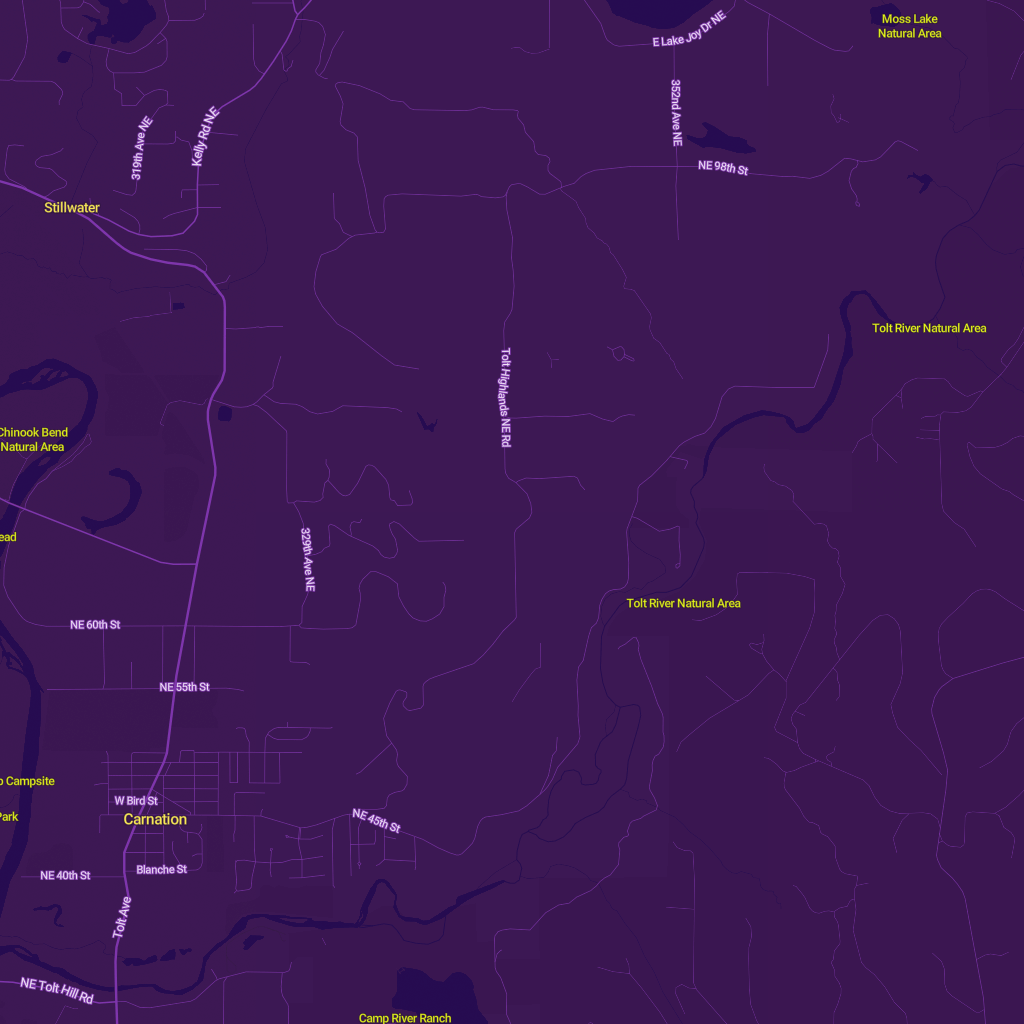 Moss Lake
Natural Area
E Lake Joy Dr NE
352nd Ave NE
319th Ave NE
Kelly Rd NE
NE 98th St
Stillwater
Tolt River Natural Area
Tolt Highlands NE Rd
Chinook Bend
Natural Area
ead
329th Ave NE
Tolt River Natural Area
NE 60th St
NE 55th St
Campsite
W Bird St
Park
Carnation
NE 45th St
Blanche St
NE 40th St
Tolt Ave
NE Tolt Hill Rd
Camp River Ranch